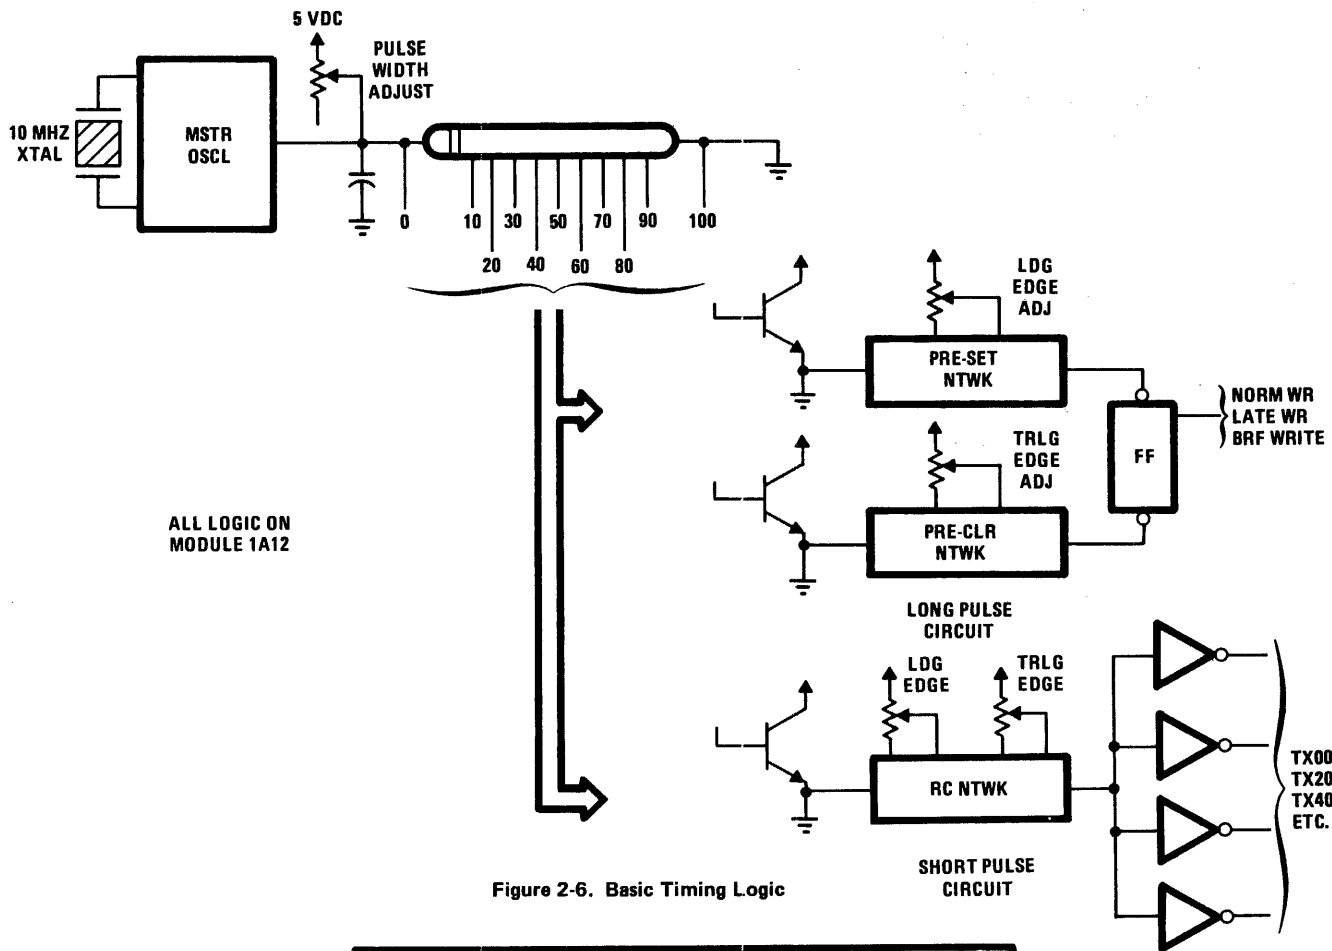 5 VDC
PULSE
WIDTH
ADJUST
10 MHZ
XTAL
MSTR
OSCL
0
10
30
50
70
90
100
20
40
60
80
LDG
EDGE
ADJ
PRE-SET
NTWK
NORM WR
LATE WR
BRF WRITE
FF
TRLG
EDGE
ADJ
PRE-CLR
NTWK
ALL LOGIC ON
MODULE 1A12
LONG PULSE
CIRCUIT
LDG
EDGE
TRLG
EDGE
RC NTWK
TX00
TX20
TX40
ETC.
SHORT PULSE
CIRCUIT
Figure 2-6. Basic Timing Logic